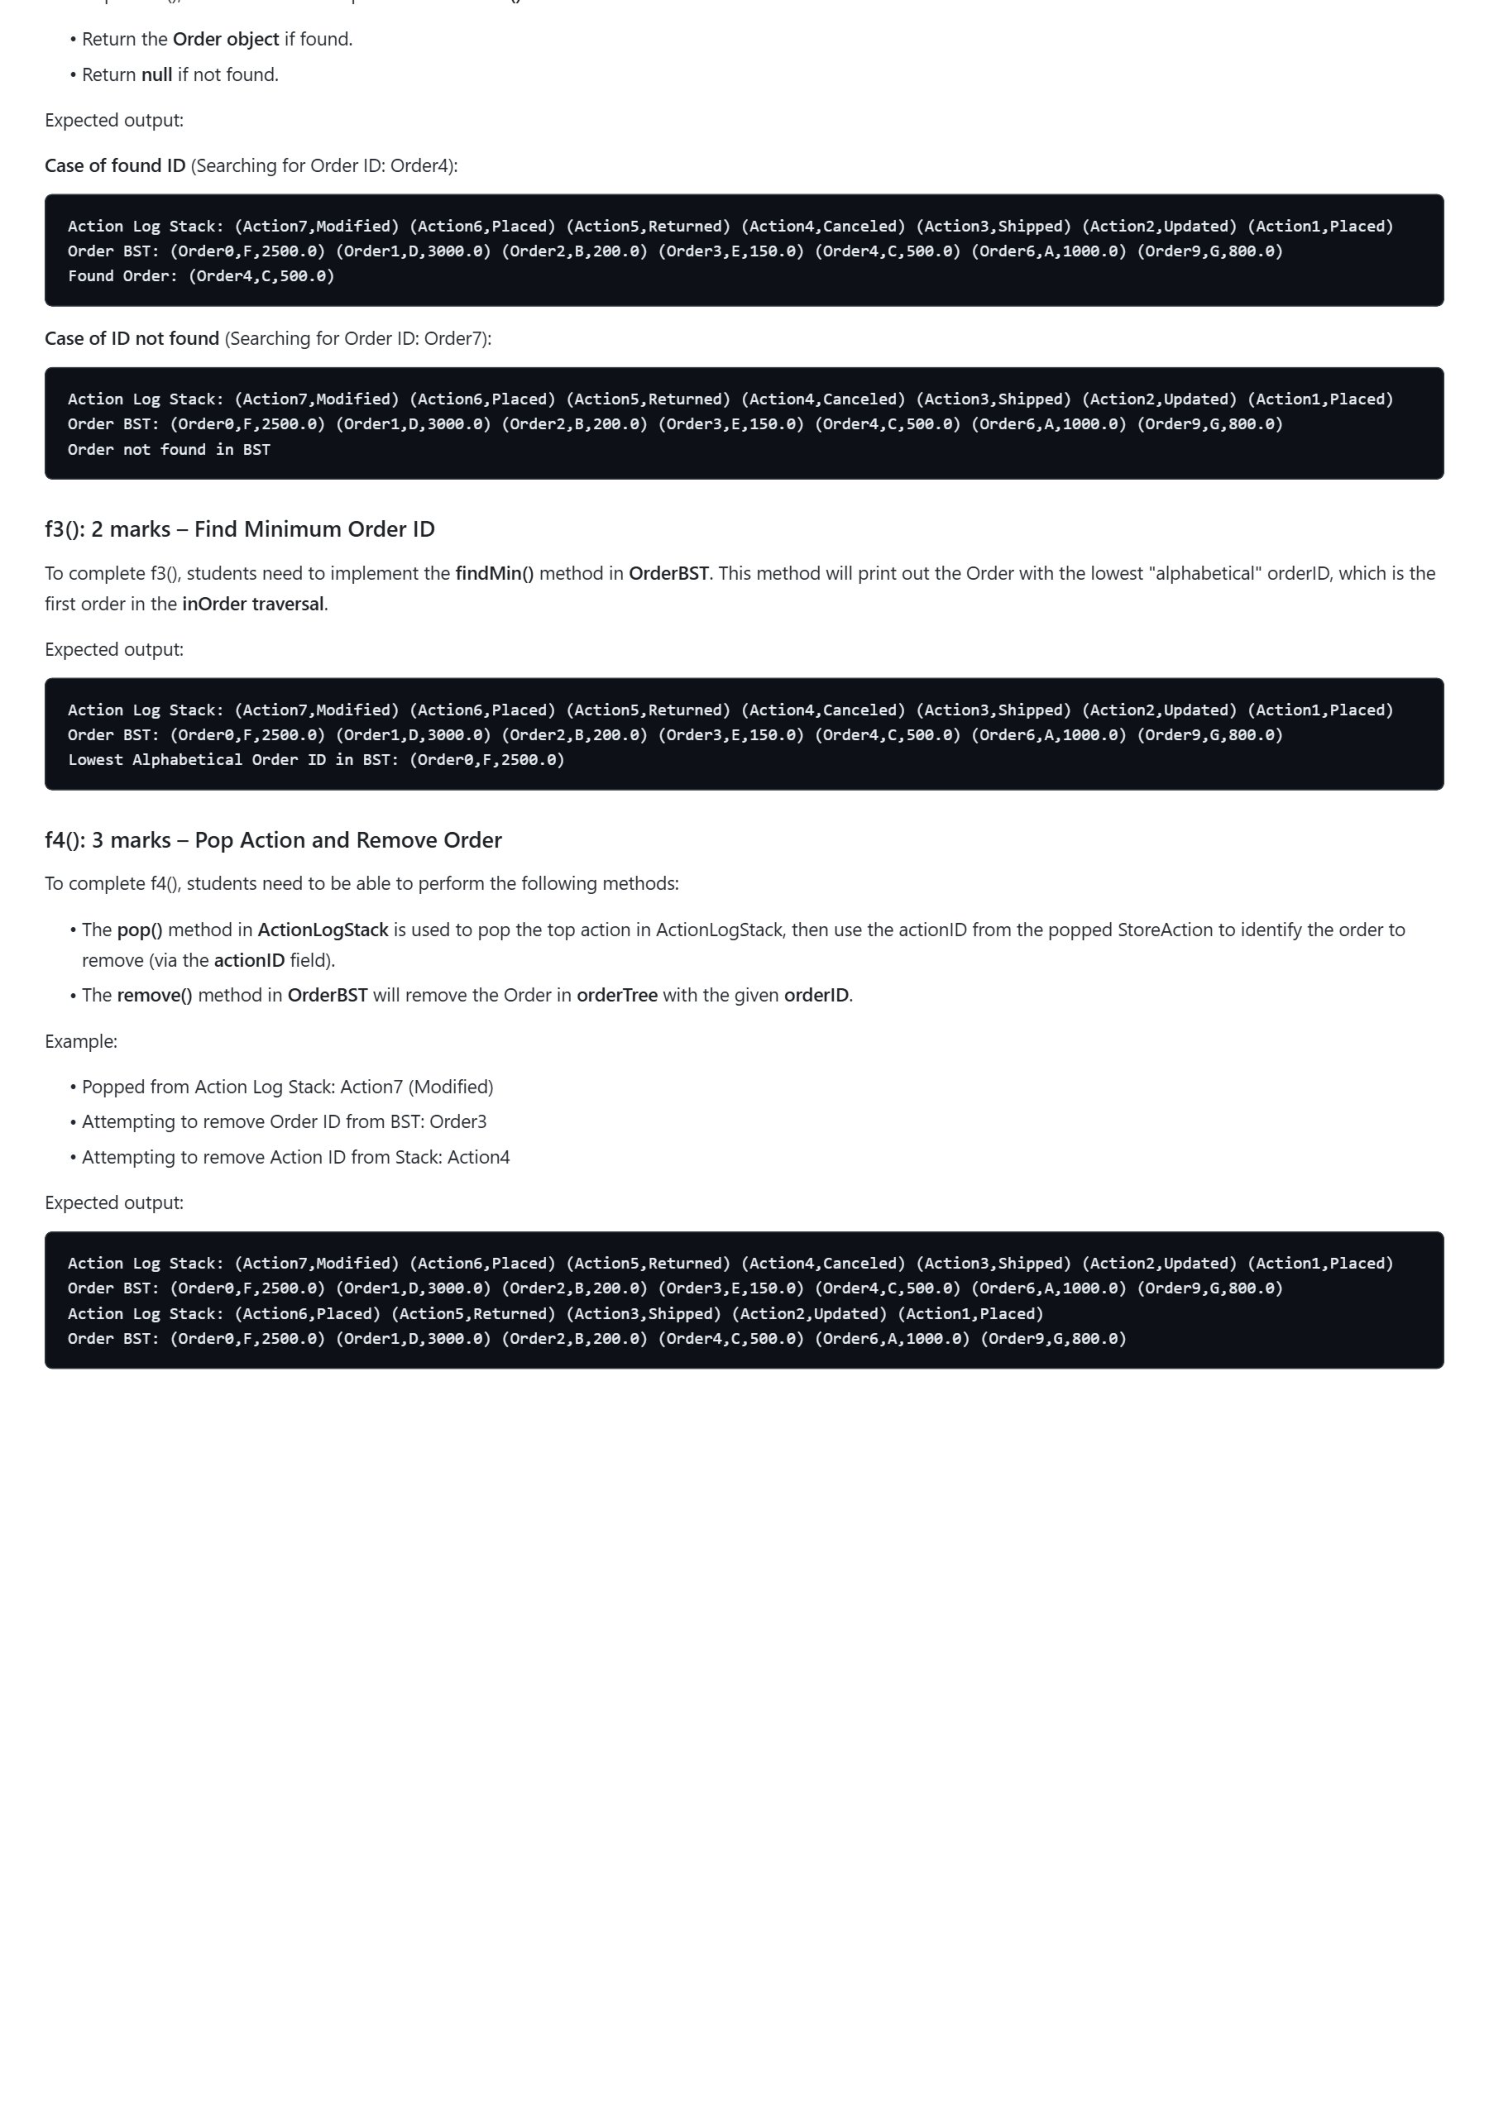 • Return the Order object if found.
• Return null if not found.
Expected output:
Case of found ID (Searching for Order ID: Order4):
Action Log Stack: (Action7,Modified) (Action6,Placed) (Action5,Returned) (Action4,Canceled) (Action3,Shipped) (Action2,Updated) (Action1,Placed)
Order BST: (Order0,F,2500.0) (Order1,D,3000.0) (Order2,B,200.0) (Order3,E,150.0) (Order4,C,500.0) (Order6,A,1000.0) (Order9,G,800.0)
Found Order: (Order4,C,500.0)
Case of ID not found (Searching for Order ID: Order7):
Action Log Stack: (Action7,Modified) (Action6,Placed) (Action5,Returned) (Action4,Canceled) (Action3,Shipped) (Action2,Updated) (Action1,Placed)
Order BST: (Order0,F,2500.0) (Order1,D,3000.0) (Order2,B,200.0) (Order3,E,150.0) (Order4,C,500.0) (Order6,A,1000.0) (Order9,G,800.0)
Order not found in BST
f3(): 2 marks – Find Minimum Order ID
To complete f3(), students need to implement the findMin() method in OrderBST. This method will print out the Order with the lowest "alphabetical" orderID, which is the
first order in the inOrder traversal.
Expected output:
Action Log Stack: (Action7,Modified) (Action6,Placed) (Action5,Returned) (Action4,Canceled) (Action3,Shipped) (Action2,Updated) (Action1,Placed)
Order BST: (Order0,F,2500.0) (Order1,D,3000.0) (Order2,B,200.0) (Order3,E,150.0) (Order4,C,500.0) (Order6,A,1000.0) (Order9,G,800.0)
Lowest Alphabetical Order ID in BST: (Order0,F,2500.0)
f4(): 3 marks – Pop Action and Remove Order
To complete f4(), students need to be able to perform the following methods:
• The pop() method in ActionLogStack is used to pop the top action in ActionLogStack, then use the actionID from the popped StoreAction to identify the order to
remove (via the actionID field).
• The remove() method in OrderBST will remove the Order in orderTree with the given orderID.
Example:
• Popped from Action Log Stack: Action7 (Modified)
• Attempting to remove Order ID from BST: Order3
• Attempting to remove Action ID from Stack: Action4
Expected output:
Action Log Stack: (Action7,Modified) (Action6,Placed) (Action5,Returned) (Action4,Canceled) (Action3,Shipped) (Action2,Updated) (Action1,Placed)
Order BST: (Order0,F,2500.0) (Order1,D,3000.0) (Order2,B,200.0) (Order3,E,150.0) (Order4,C,500.0) (Order6,A,1000.0) (Order9,G,800.0)
Action Log Stack: (Action6,Placed) (Action5,Returned) (Action3,Shipped) (Action2,Updated) (Action1,Placed)
Order BST: (Order0,F,2500.0) (Order1,D,3000.0) (Order2,B,200.0) (Order4,C,500.0) (Order6,A,1000.0) (Order9,G,800.0)